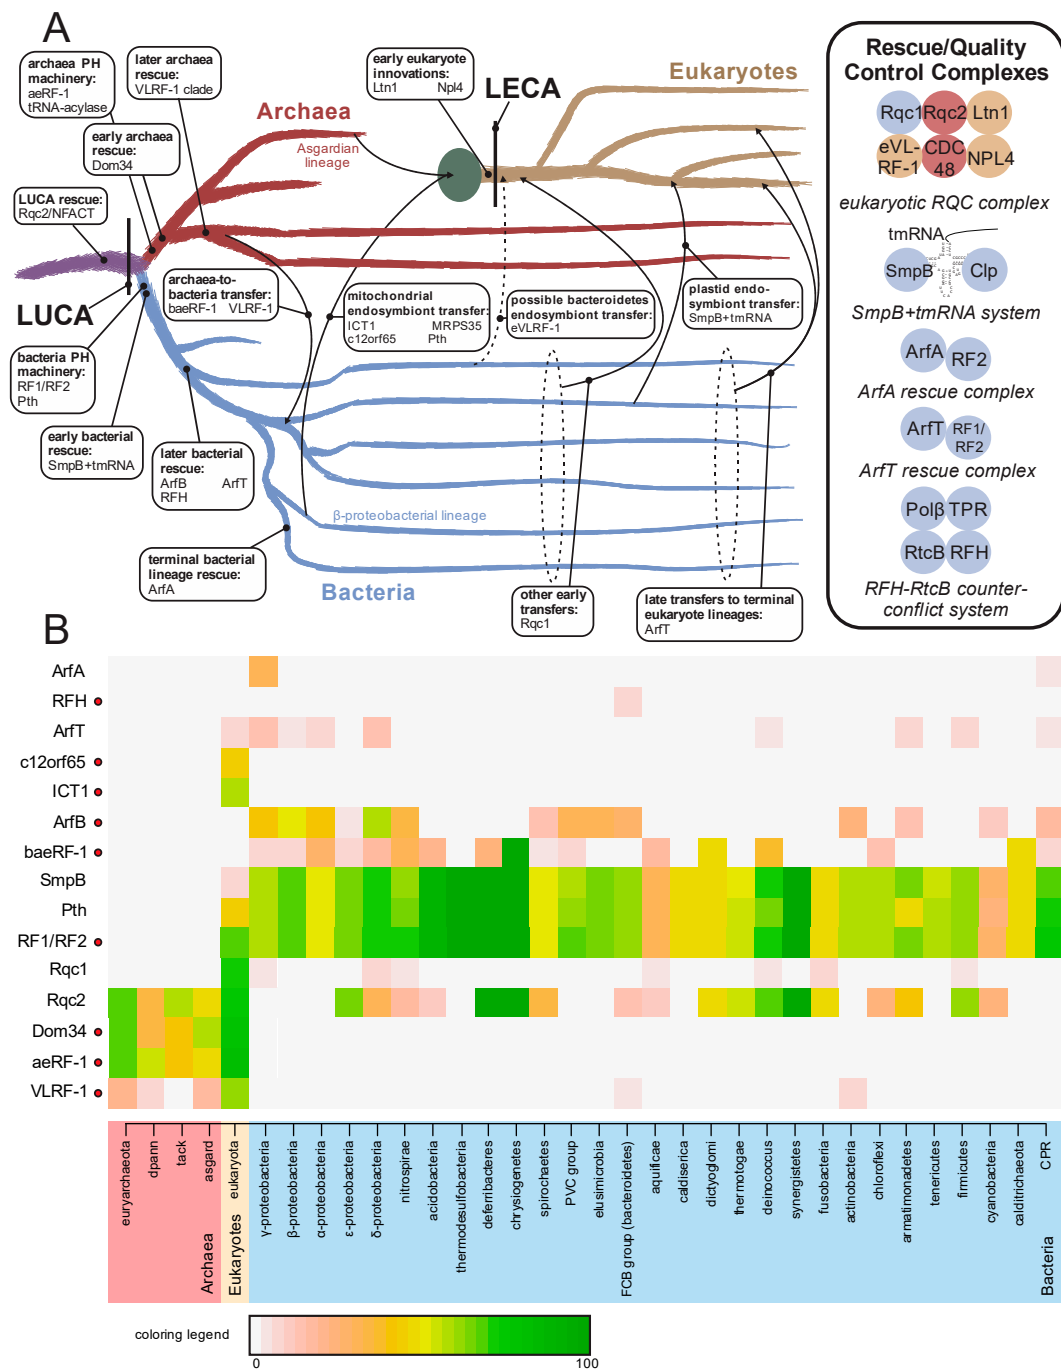 A
archaea PH
machinery:
aeRF-1
tRNA-acylase
later archaea
rescue:
VLRF-1 clade
early archaea
rescue:
Dom34
LUCA rescue:
Rqc2/NFACT
LUCA
Archaea
Asgardian
lineage
early eukaryote
innovations:
Ltn1 Npl4
LECA
Eukaryotes
archaea-to-
bacteria transfer:
baeRF-1 VLRF-1
mitochondrial
endosymbiont transfer:
ICT1 MRPS35
c12orf65 Pth
possible bacteroidetes
endosymbiont transfer:
eVLRF-1
plastid endo-
symbiont transfer:
SmpB+tmRNA
bacteria PH
machinery:
RF1/RF2
Pth
early bacterial
rescue:
SmpB+tmRNA
later bacterial
rescue:
ArfB ArfT
RFH
terminal bacterial
lineage rescue:
ArfA
β-proteobacterial lineage
Bacteria
other early
transfers:
Rqc1
late transfers to terminal
eukaryote lineages:
ArfT
Rescue/Quality
Control Complexes
Rqc1 Rqc2 Ltn1
eVL-
RF-1
CDC
48
NPL4
eukaryotic RQC complex
tmRNA
SmpB Clp
SmpB+tmRNA system
ArfA RF2
ArfA rescue complex
ArfT RF1/
RF2
ArfT rescue complex
Polβ TPR
RtcB RFH
RFH-RtcB counter-
conflict system
B
ArfA
RFH
ArfT
c12orf65
ICT1
ArfB
baeRF-1
SmpB
Pth
RF1/RF2
Rqc1
Rqc2
Dom34
aeRF-1
VLRF-1
euryarchaeota
dpann
tack
asgard
eukaryota
γ-proteobacteria
β-proteobacteria
α-proteobacteria
ε-proteobacteria
δ-proteobacteria
nitrospirae
acidobacteria
thermodesulfobacteria
deferribacteres
chrysiogenetes
spirochaetes
PVC group
elusimicrobia
FCB group (bacteroidetes)
aquificae
caldiserica
dictyoglomi
thermotogae
deinococcus
synergistetes
fusobacteria
actinobacteria
chloroflexi
armatimonadetes
tenericutes
firmicutes
cyanobacteria
calditrichaeota
CPR
Archaea
Eukaryotes
Bacteria
coloring legend
0 100